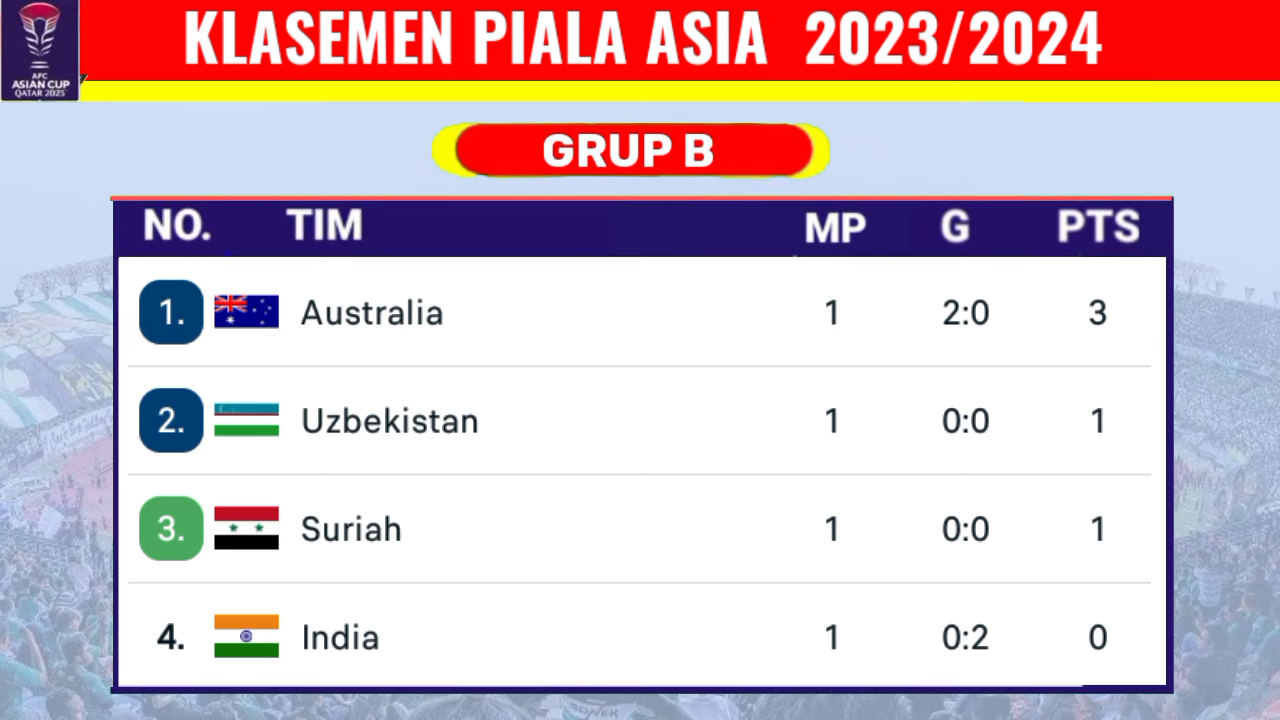 KLASEMEN PIALA ASIA 2023/2024
AFC
ASIAN CUP
QATAR 2023
GRUP B
NO. TIM MP G PTS
1. Australia 1 2:0 3
2. Uzbekistan 1 0:0 1
3. Suriah 1 0:0 1
4. India 1 0:2 0